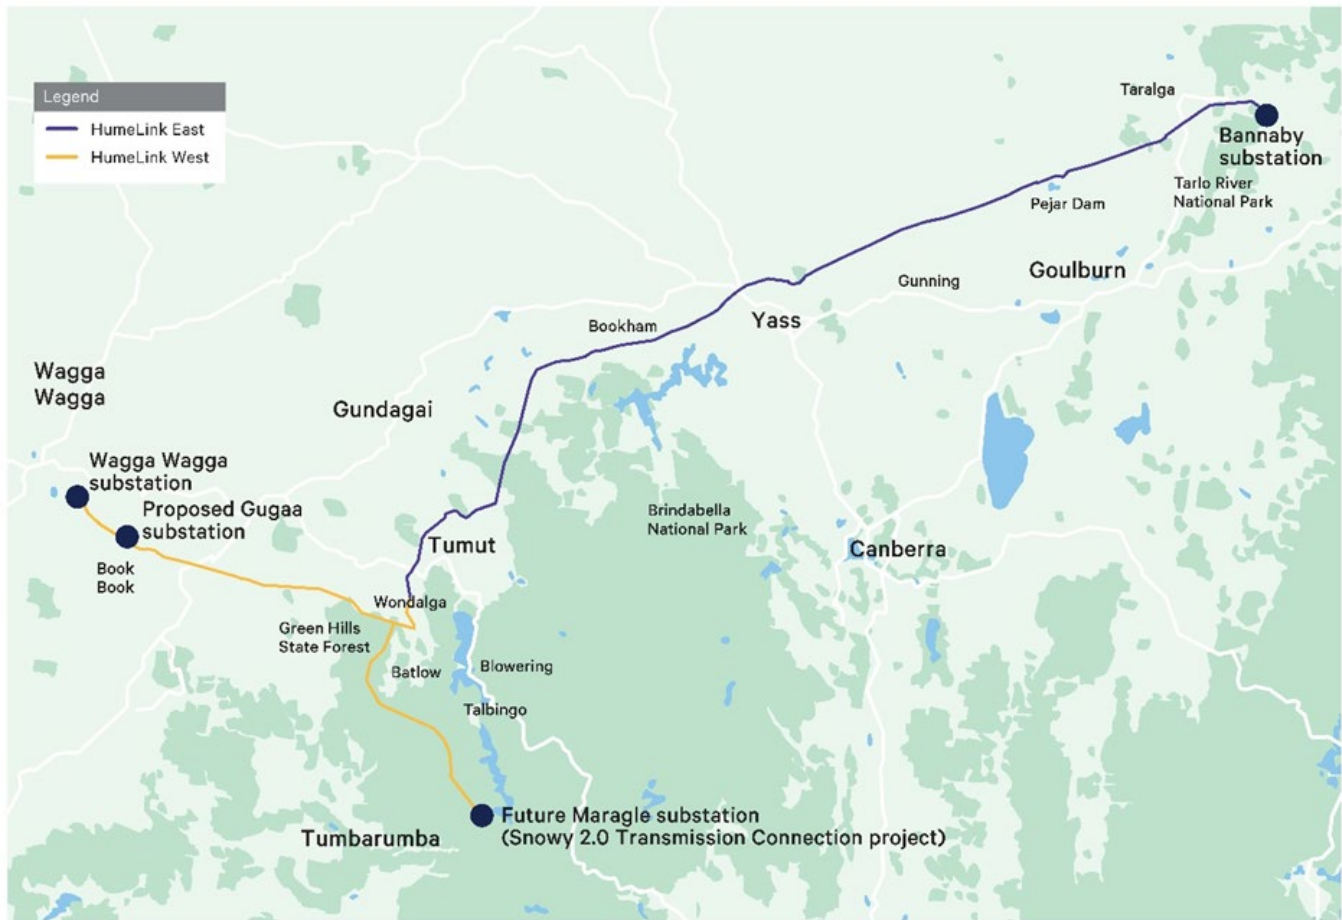 Legend
HumeLink East
HumeLink West
Taralga
Bannaby
substation
Tarlo River
National Park
Pejar Dam
Goulburn
Gunning
Yass
Bookham
Wagga
Wagga
Gundagai
Wagga Wagga
substation
Proposed Gugaa
substation
Brindabella
National Park
Tumut
Canberra
Book
Book
Wondalga
Green Hills
State Forest
Batlow
Blowering
Talbingo
Future Maragle substation
(Snowy 2.0 Transmission Connection project)
Tumbarumba